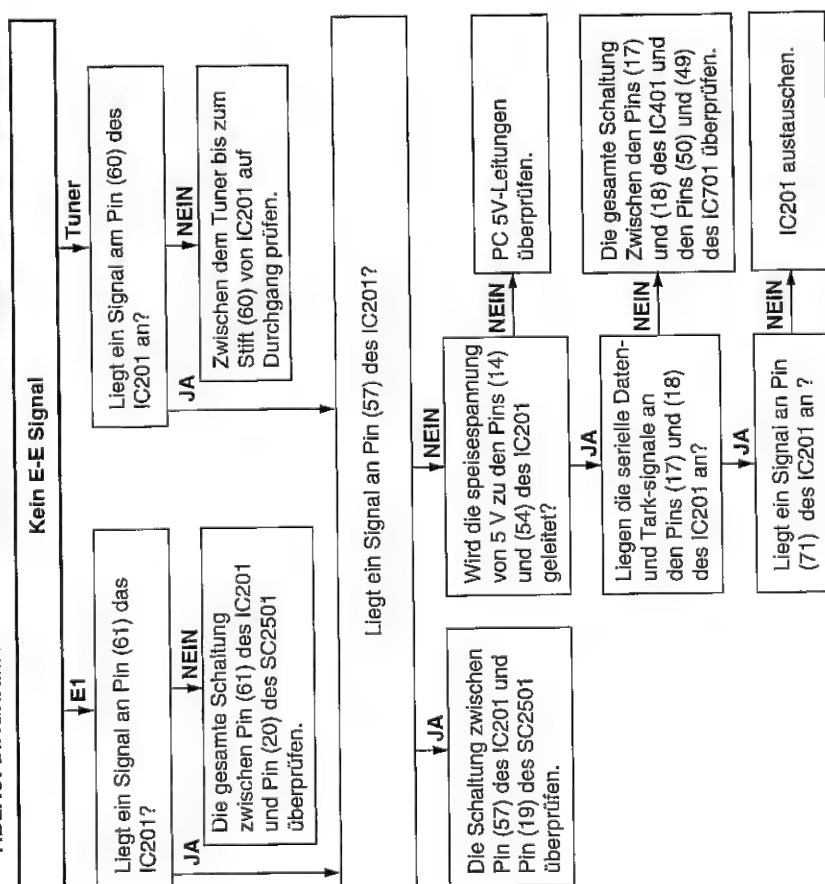 Kein E-E Signal
E1
Tuner
Liegt ein Signal an Pin (61) das
IC201?
JA
NEIN
Die gesamte Schaltung
zwischen Pin (61) des IC201
und Pin (20) des SC2501
überprüfen.
Liegt ein Signal am Pin (60) des
IC201 an?
JA
NEIN
Zwischen dem Tuner bis zum
Stift (60) von IC201 auf
Durchgang prüfen.
Liegt ein Signal an Pin (57) des IC201?
JA
NEIN
Die Schaltung zwischen
Pin (57) des IC201 und
Pin (19) des SC2501
überprüfen.
Wird die speisespannung
von 5 V zu den Pins (14)
und (54) des IC201
geleitet?
NEIN
PC 5V-Leitungen
überprüfen.
JA
Liegen die serielle Daten-
und Tark-signale an
den Pins (17) und (18)
des IC201 an?
NEIN
Die gesamte Schaltung
Zwischen den Pins (17)
und (18) des IC401 und
den Pins (50) und (49)
des IC701 überprüfen.
JA
Liegt ein Signal an Pin
(71) des IC201 an ?
NEIN
IC201 austauschen.